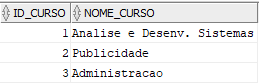 ID_CURSO NOME_CURSO
1 Analise e Desenv. Sistemas
2 Publicidade
3 Administracao